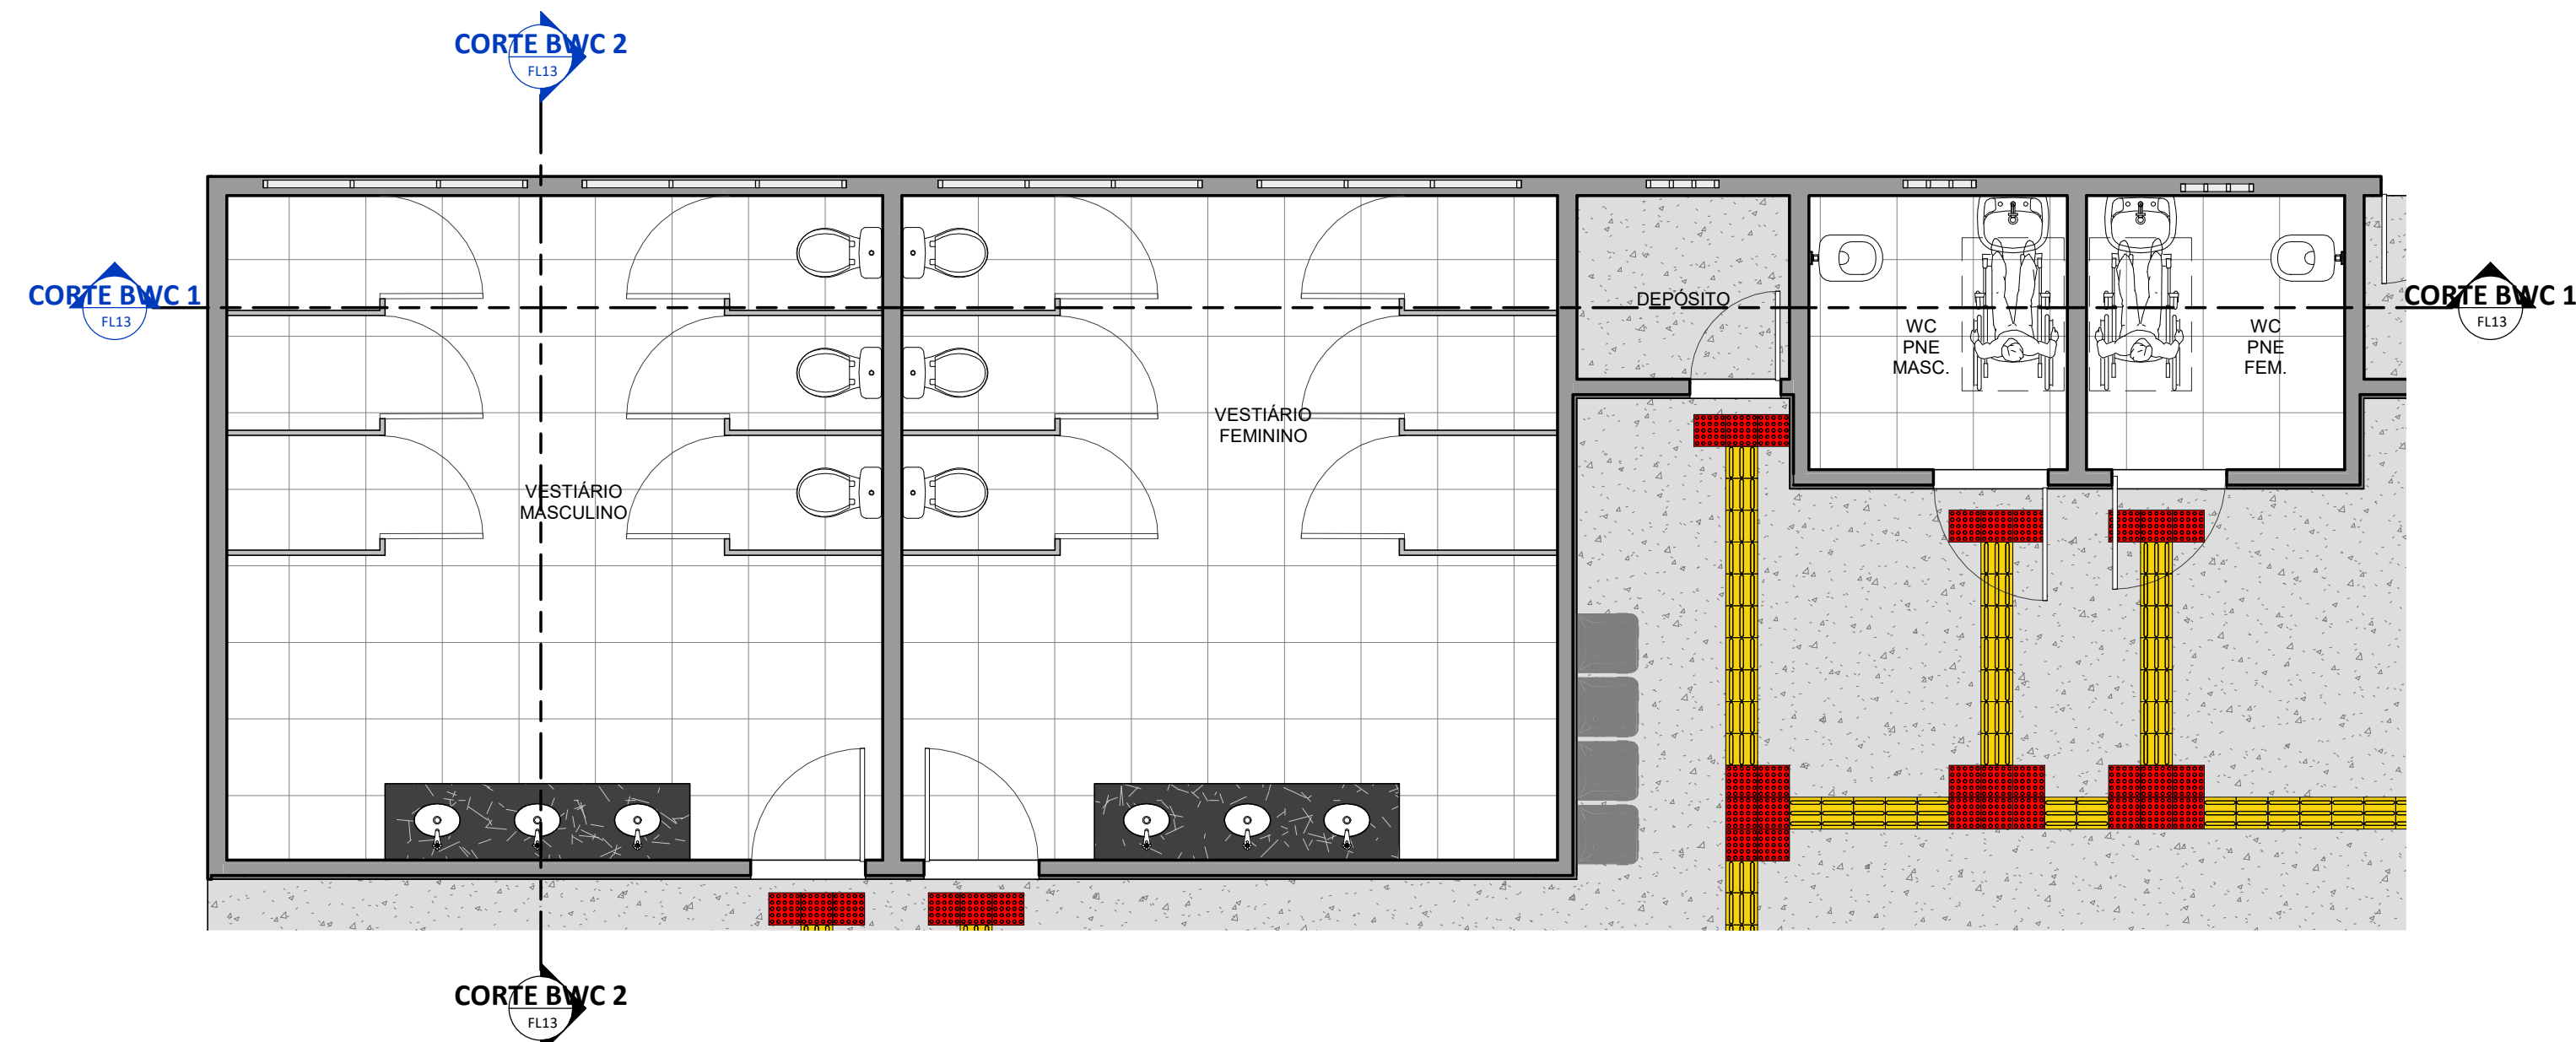 CORTE BWC 2
FL13
CORTE BWC 1
FL13
CORTE BWC 1
FL13
DEPÓSITO
WC
PNE
MASC.
WC
PNE
FEM.
VESTIÁRIO
FEMININO
VESTIÁRIO
MASCULINO
CORTE BWC 2
FL13